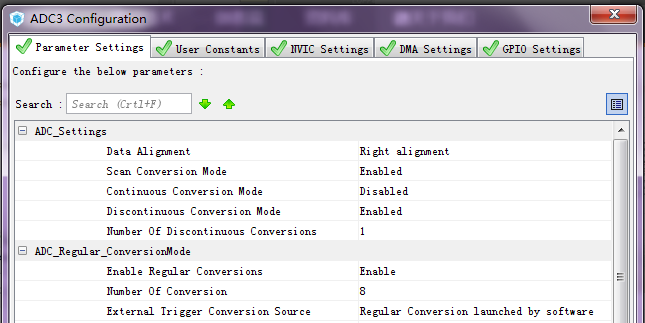 ADC3 Configuration
Parameter Settings User Constants NVIC Settings DMA Settings GPIO Settings
Configure the below parameters :
Search : Search (Crtl+F)
ADC_Settings
Data Alignment Right alignment
Scan Conversion Mode Enabled
Continuous Conversion Mode Disabled
Discontinuous Conversion Mode Enabled
Number Of Discontinuous Conversions 1
ADC_Regular_ConversionMode
Enable Regular Conversions Enable
Number Of Conversion 8
External Trigger Conversion Source Regular Conversion launched by software